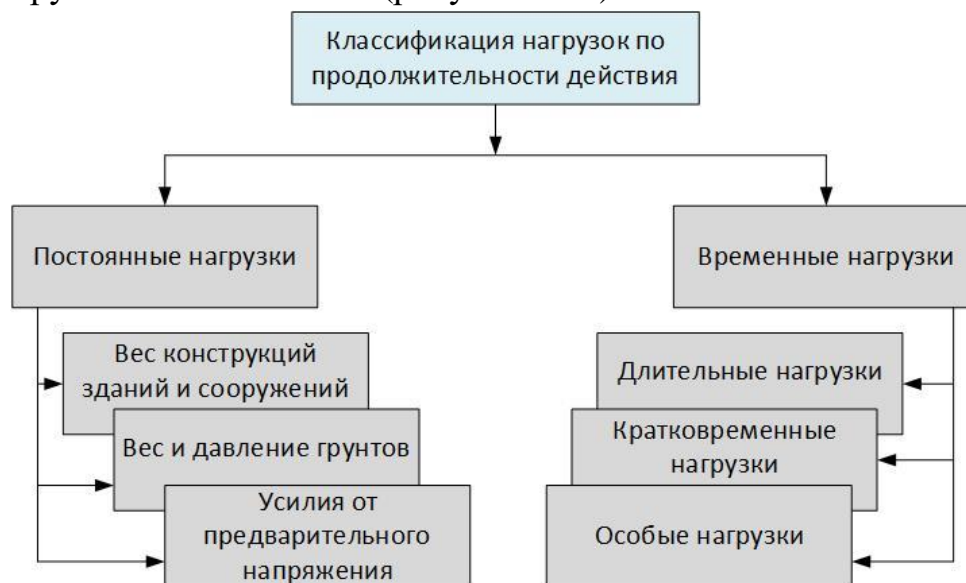 Классификация нагрузок по
продолжительности действия
Постоянные нагрузки
Временные нагрузки
Вес конструкций
зданий и сооружений
Вес и давление грунтов
Усилия от
предварительного
напряжения
Длительные нагрузки
Кратковременные
нагрузки
Особые нагрузки